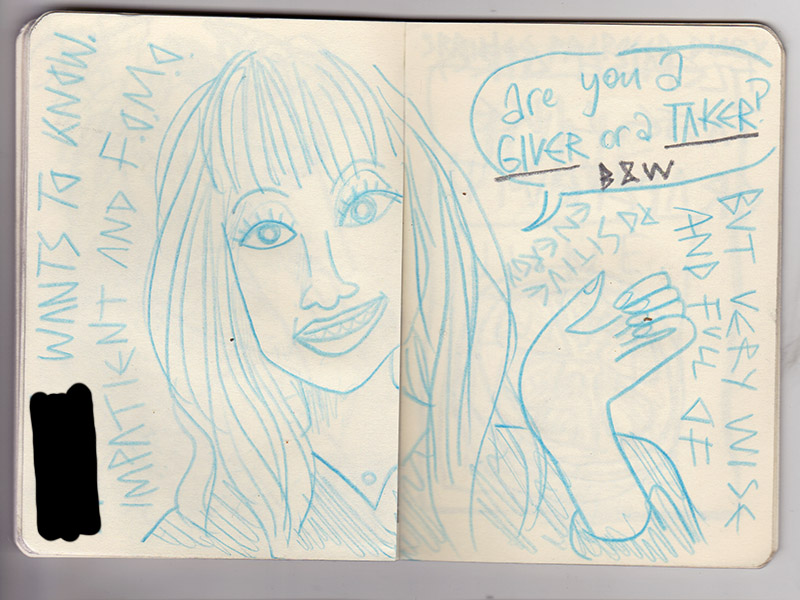 WANTS TO KNOW.
IMPATIENT AND F.O.M.O.
are you a
GIVER or a TAKER?
B&W
BUT VERY WISE
AND FULL OF
POSITIVE
ENERGY